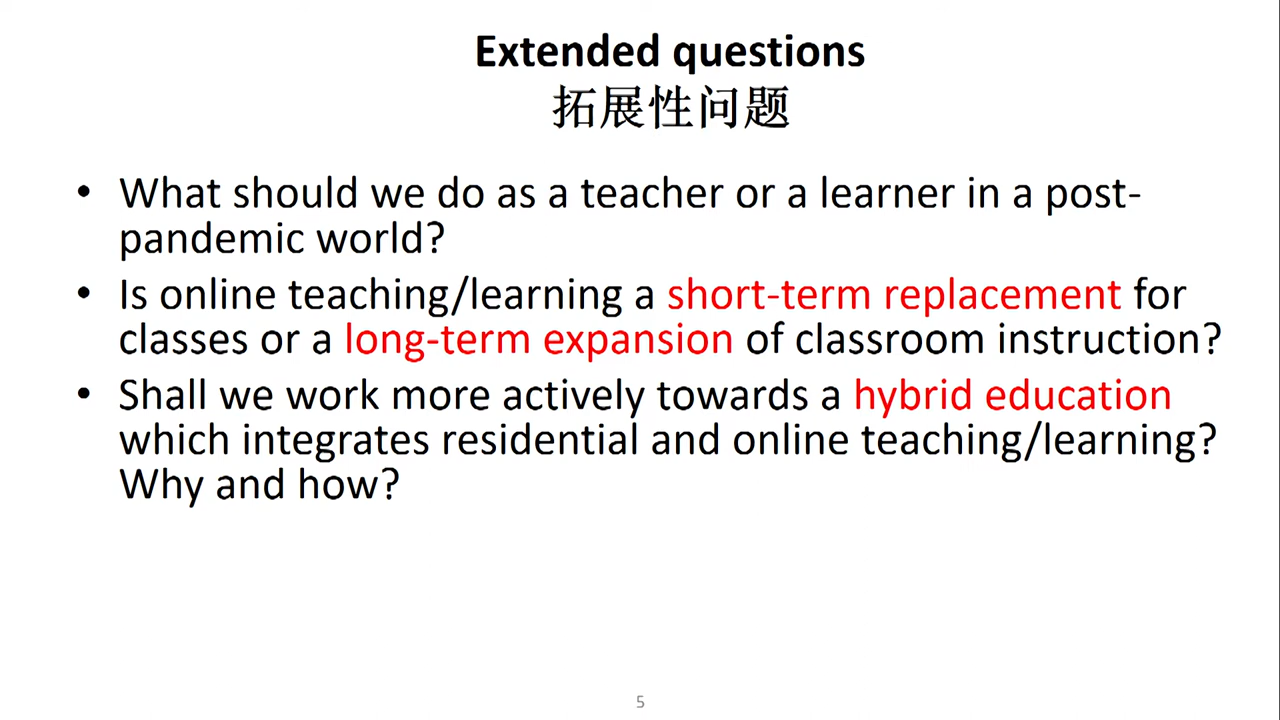 Extended questions
拓展性问题
• What should we do as a teacher or a learner in a post-
pandemic world?
• Is online teaching/learning a short-term replacement for
classes or a long-term expansion of classroom instruction?
• Shall we work more actively towards a hybrid education
which integrates residential and online teaching/learning?
Why and how?
5